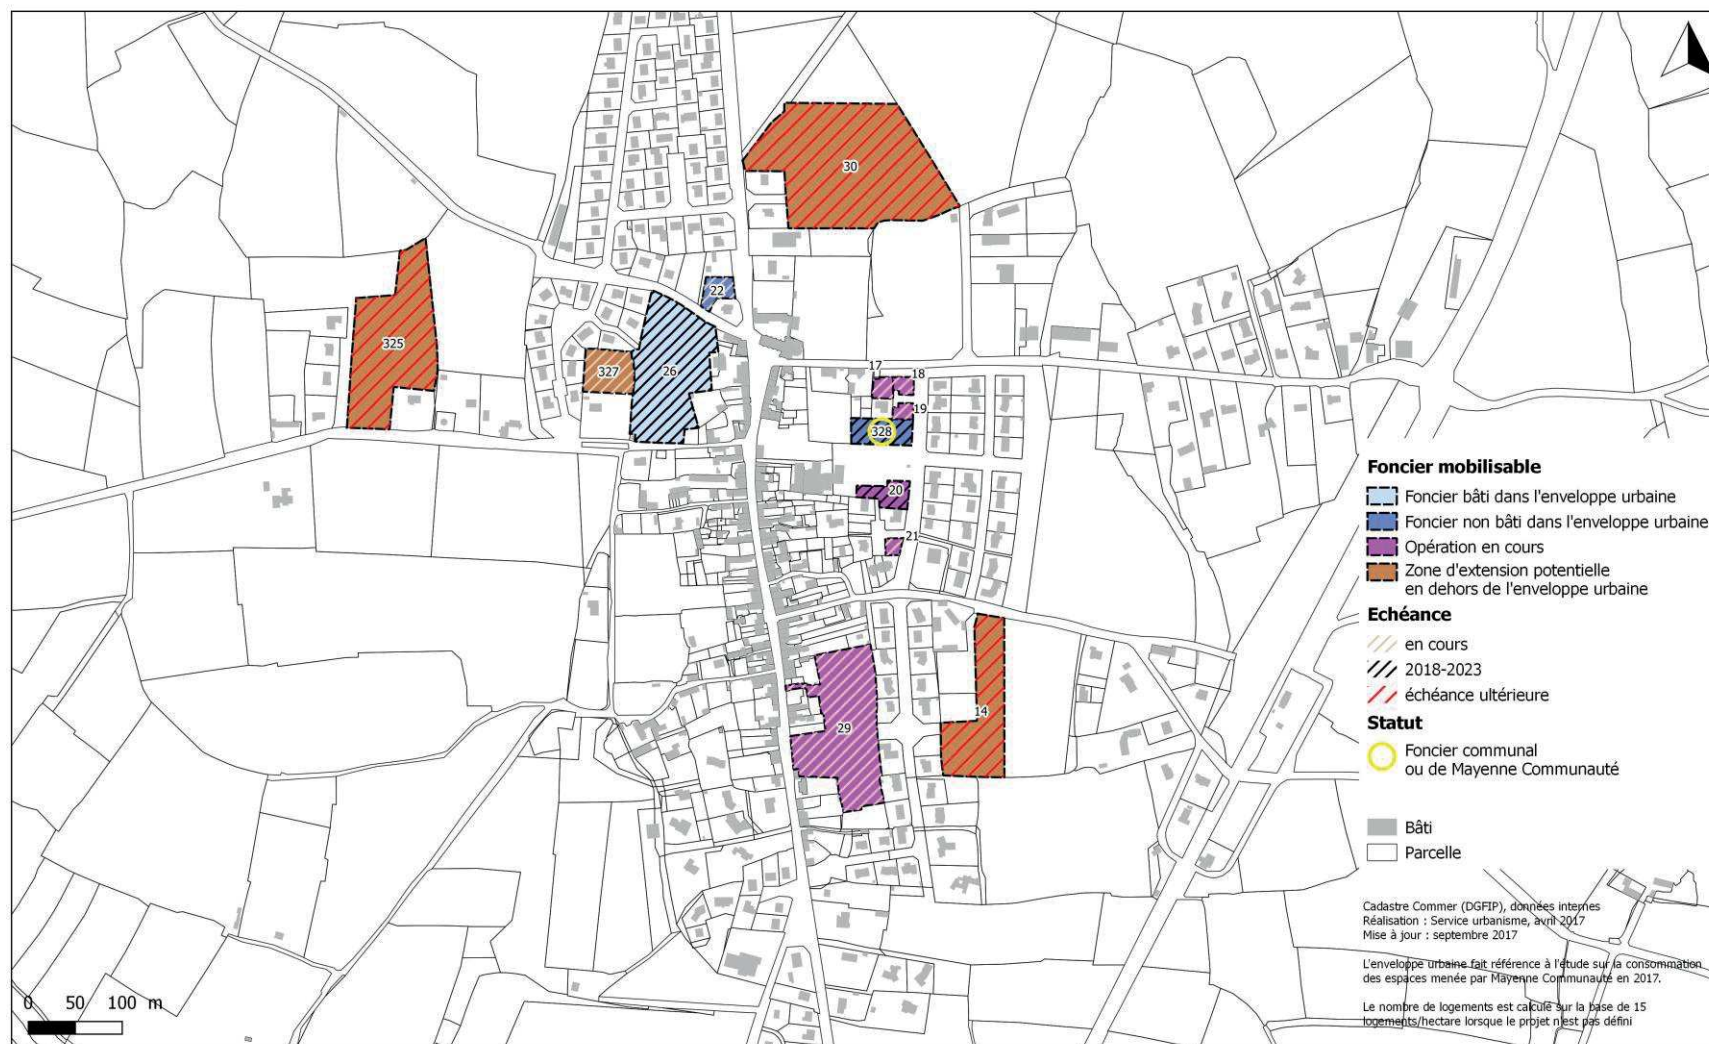 30
22
325
327
26
17
18
19
328
20
21
14
29
Foncier mobilisable
Foncier bâti dans l'enveloppe urbaine
Foncier non bâti dans l'enveloppe urbaine
Opération en cours
Zone d'extension potentielle
en dehors de l'enveloppe urbaine
Echéance
en cours
2018-2023
échéance ultérieure
Statut
Foncier communal
ou de Mayenne Communauté
Bâti
Parcelle
Cadastre Commer (DGFIP), données internes
Réalisation : Service urbanisme, avril 2017
Mise à jour : septembre 2017
L'enveloppe urbaine fait référence à l'étude sur la consommation
des espaces menée par Mayenne Communauté en 2017.
Le nombre de logements est calculé sur la base de 15
logements/hectare lorsque le projet n'est pas défini
0 50 100 m